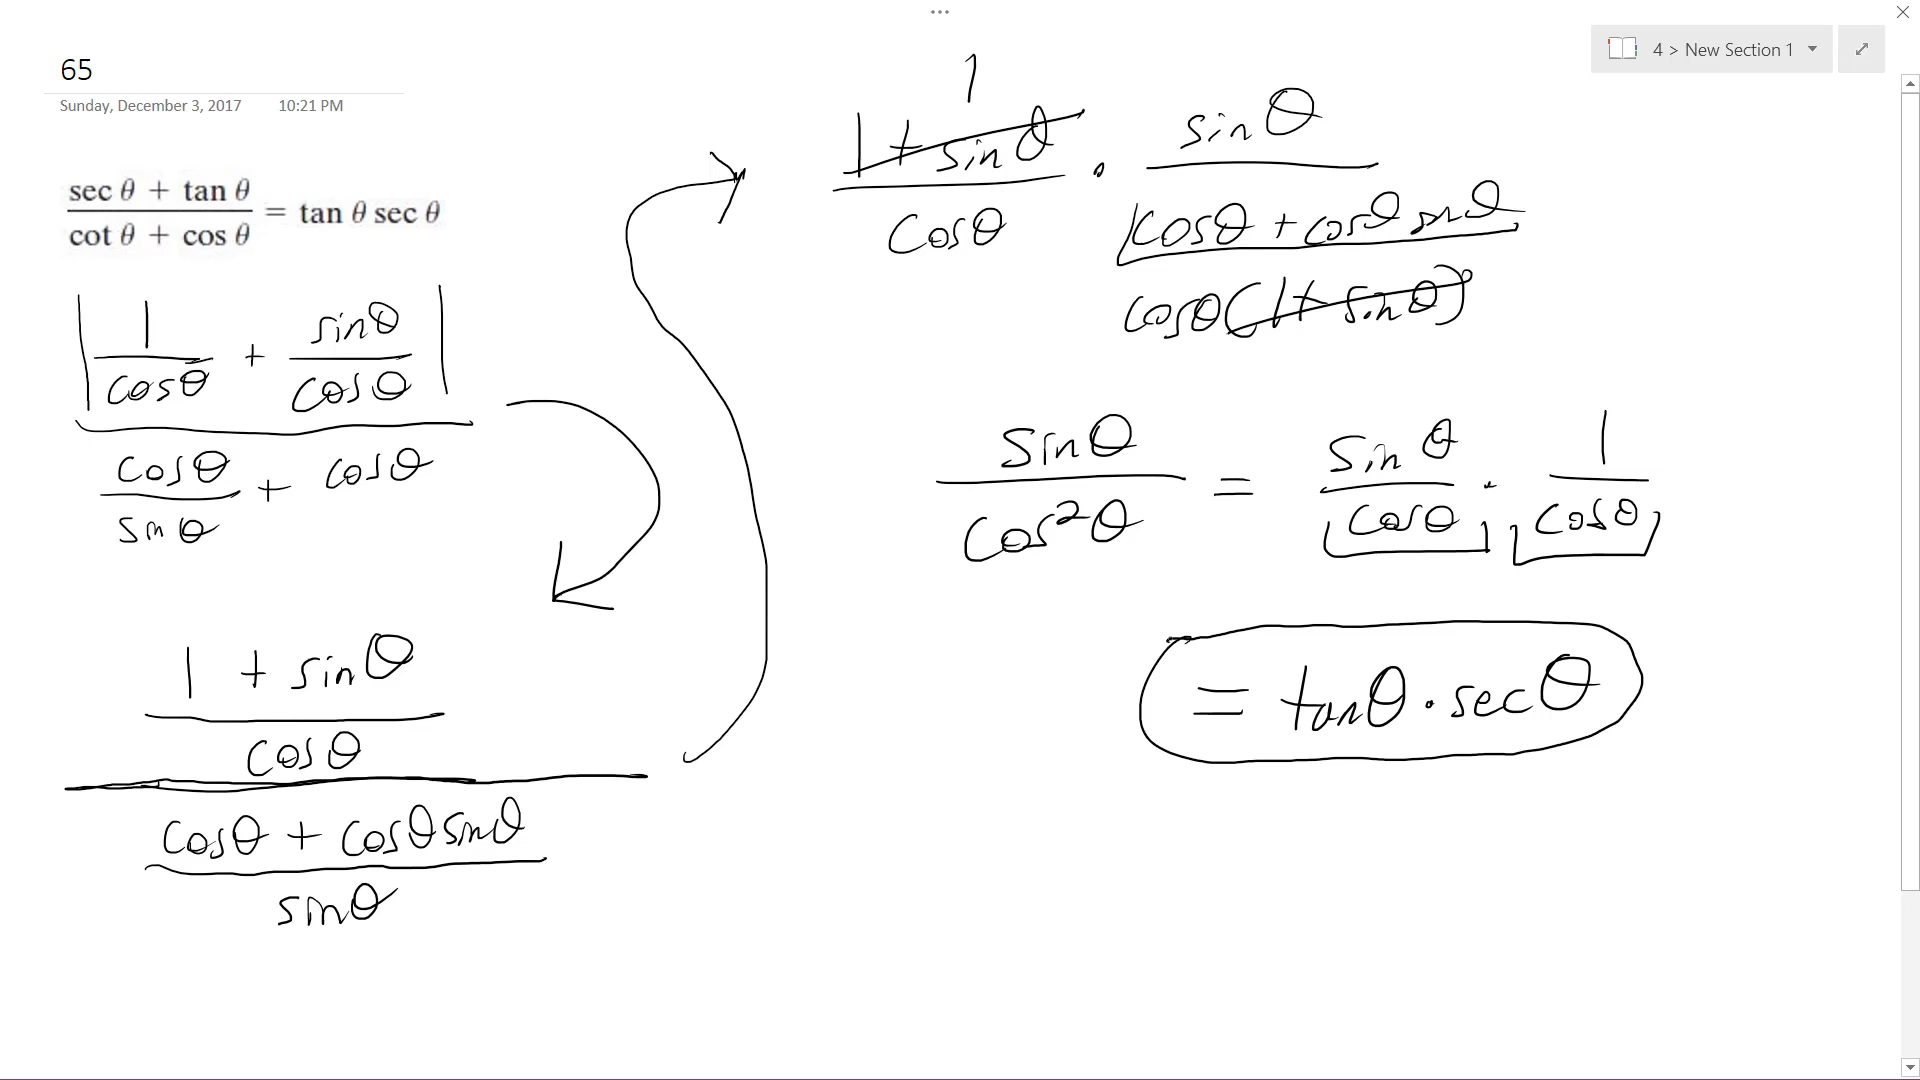 4 > New Section 1
65
Sunday, December 3, 2017 10:21 PM
sec θ + tan θ / cot θ + cos θ = tan θ sec θ
1 / cosθ + sinθ / cosθ
cosθ / sinθ + cosθ
1 + sinθ
cosθ
cosθ + cosθ sinθ
sinθ
1
1 + sinθ / cosθ · sinθ / cosθ + cosθ sinθ
cosθ(1 + sinθ)
sinθ / cos²θ = sinθ / cosθ · 1 / cosθ
= tanθ · secθ